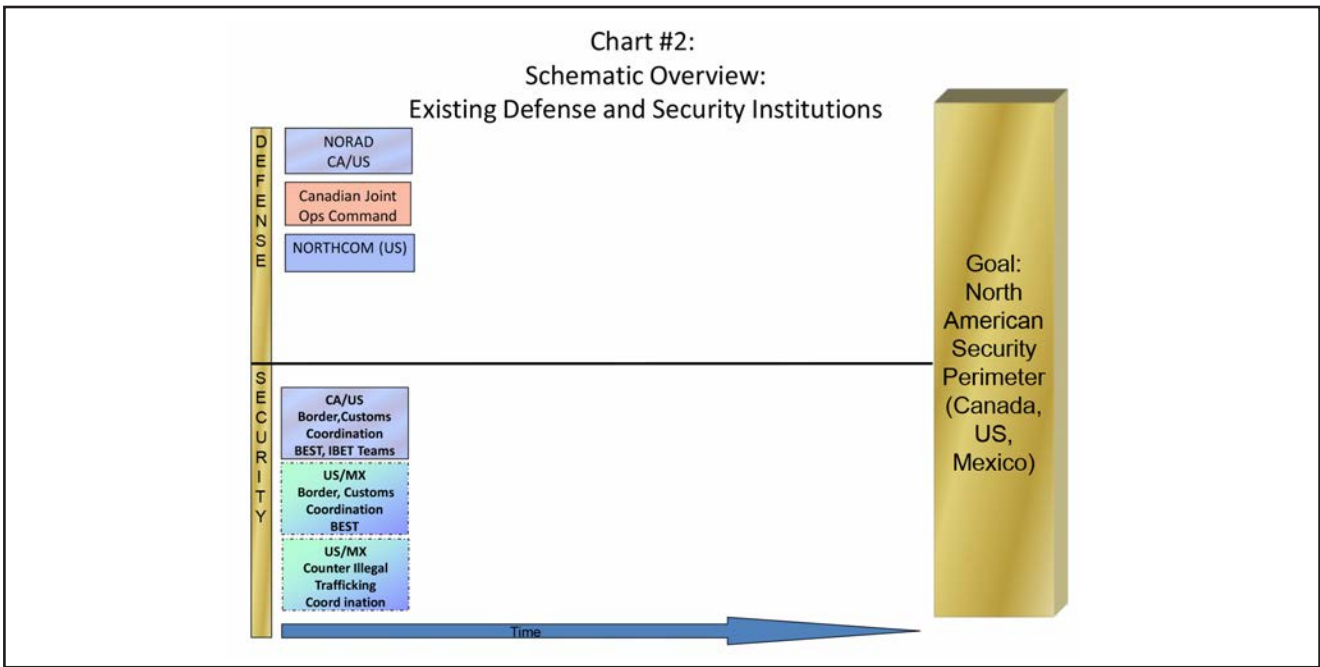 Chart #2:
Schematic Overview:
Existing Defense and Security Institutions
DEFENSE
NORAD
CA/US
Canadian Joint
Ops Command
NORTHCOM (US)
SECURITY
CA/US
Border,Customs
Coordination
BEST, IBET Teams
US/MX
Border, Customs
Coordination
BEST
US/MX
Counter Illegal
Trafficking
Coord ination
Time
Goal:
North
American
Security
Perimeter
(Canada,
US,
Mexico)